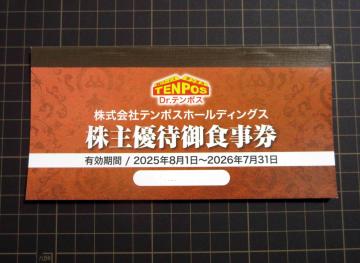 TENPOS
Dr.テンポス
株式会社テンポスホールディングス
株主優待御食事券
有効期間 / 2025年8月1日〜2026年7月31日